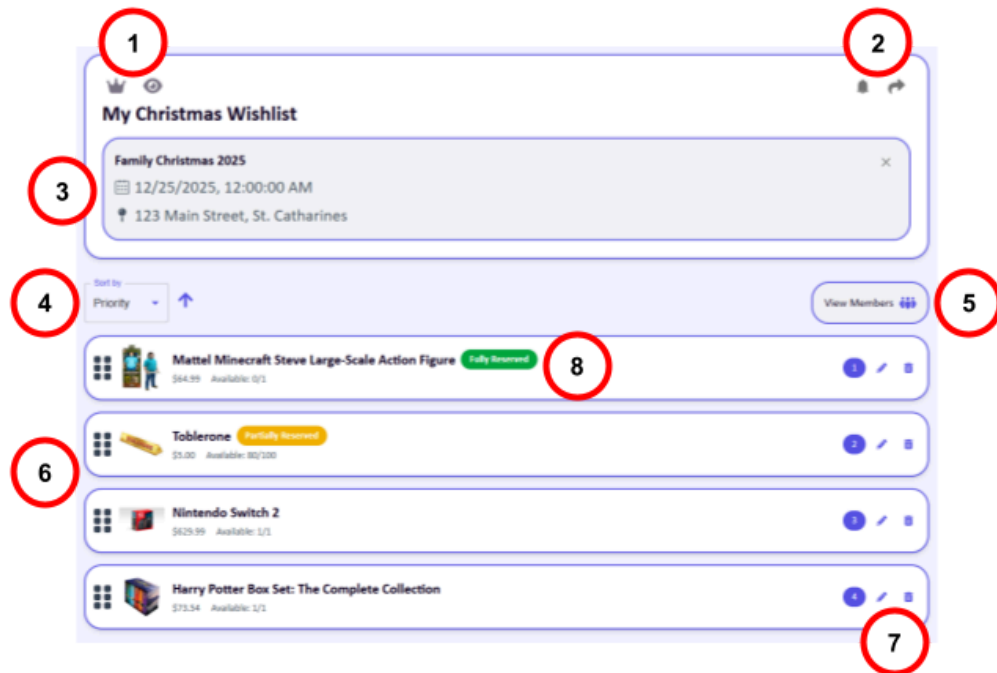 1
2
My Christmas Wishlist
Family Christmas 2025
12/25/2025, 12:00:00 AM
123 Main Street, St. Catharines
3
Sort by
Priority
4
View Members
5
Mattel Minecraft Steve Large-Scale Action Figure Fully Reserved
$64.99 Available: 0/1
1
8
Toblerone Partially Reserved
$5.00 Available: 80/100
2
6
Nintendo Switch 2
$629.99 Available: 1/1
3
Harry Potter Box Set: The Complete Collection
$73.54 Available: 1/1
4
7